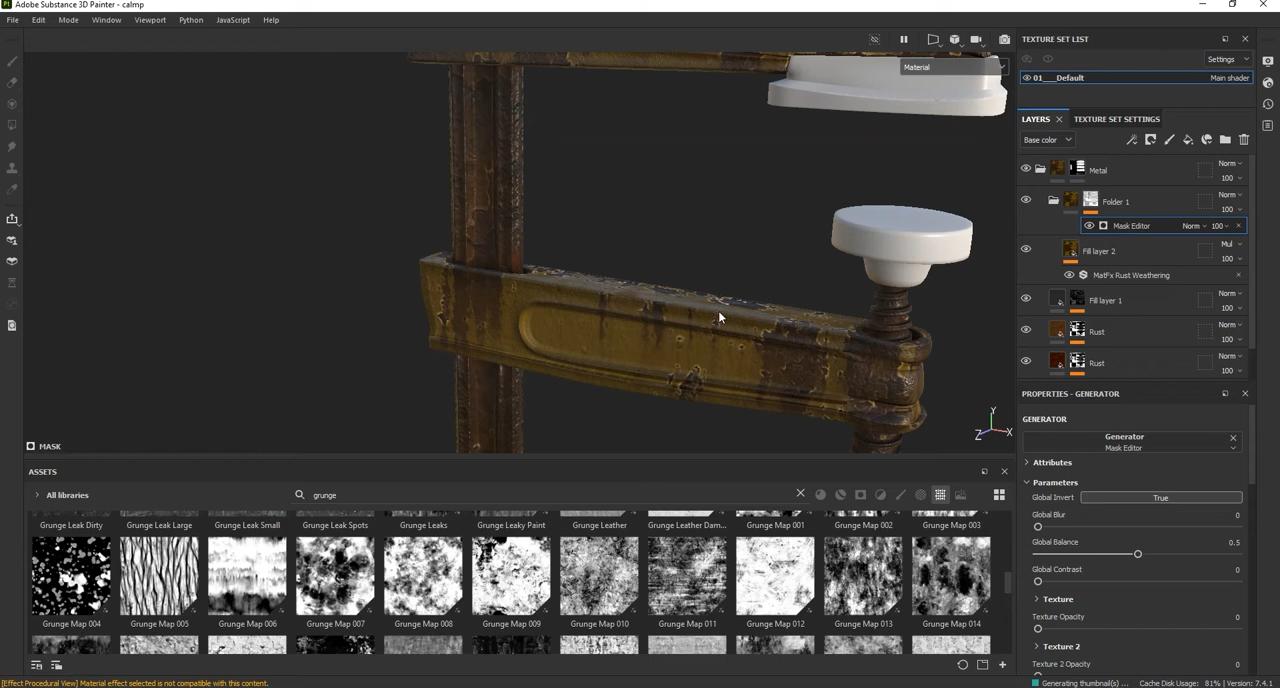 Adobe Substance 3D Painter - calmp
File Edit Mode Window Viewport Python JavaScript Help
Material
TEXTURE SET LIST
Settings
01___Default Main shader
LAYERS TEXTURE SET SETTINGS
Base color
Metal Norm 100
Folder 1 Norm 100
Mask Editor Norm 100
Fill layer 2 Mul 100
MatFx Rust Weathering
Fill layer 1 Norm 100
Rust Norm 100
Rust Norm 100
PROPERTIES - GENERATOR
GENERATOR
Generator
Mask Editor
Attributes
Parameters
Global Invert True
Global Blur 0
Global Balance 0.5
Global Contrast 0
Texture
Texture Opacity 0
Texture 2
Texture 2 Opacity 0
Y
Z X
MASK
ASSETS
All libraries grunge
Grunge Leak Dirty Grunge Leak Large Grunge Leak Small Grunge Leak Spots Grunge Leaks Grunge Leaky Paint Grunge Leather Grunge Leather Dam... Grunge Map 001 Grunge Map 002 Grunge Map 003
Grunge Map 004 Grunge Map 005 Grunge Map 006 Grunge Map 007 Grunge Map 008 Grunge Map 009 Grunge Map 010 Grunge Map 011 Grunge Map 012 Grunge Map 013 Grunge Map 014
[Effect Procedural View] Material effect selected is not compatible with this content.
Generating thumbnail(s) ... Cache Disk Usage: 81% | Version: 7.4.1